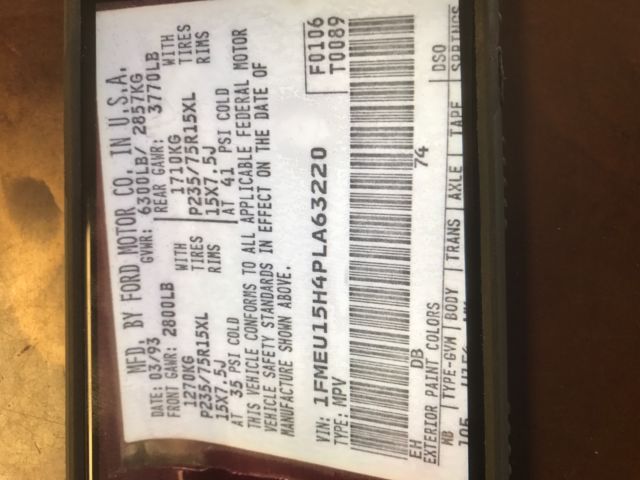 MFD. BY FORD MOTOR CO. IN U.S.A.
DATE: 03/93 GVWR: 6300LB/ 2857KG
FRONT GAWR: 2800LB REAR GAWR: 3770LB
1270KG WITH 1710KG WITH
P235/75R15XL TIRES P235/75R15XL TIRES
15X7.5J RIMS 15X7.5J RIMS
AT 35 PSI COLD AT 41 PSI COLD
THIS VEHICLE CONFORMS TO ALL APPLICABLE FEDERAL MOTOR
VEHICLE SAFETY STANDARDS IN EFFECT ON THE DATE OF
MANUFACTURE SHOWN ABOVE.
VIN: 1FMEU15H4PLA63220 F0106
TYPE: MPV T0089
EH DB 74
EXTERIOR PAINT COLORS DSO
WB TYPE-GVW BODY TRANS AXLE TAPE SPRINGS